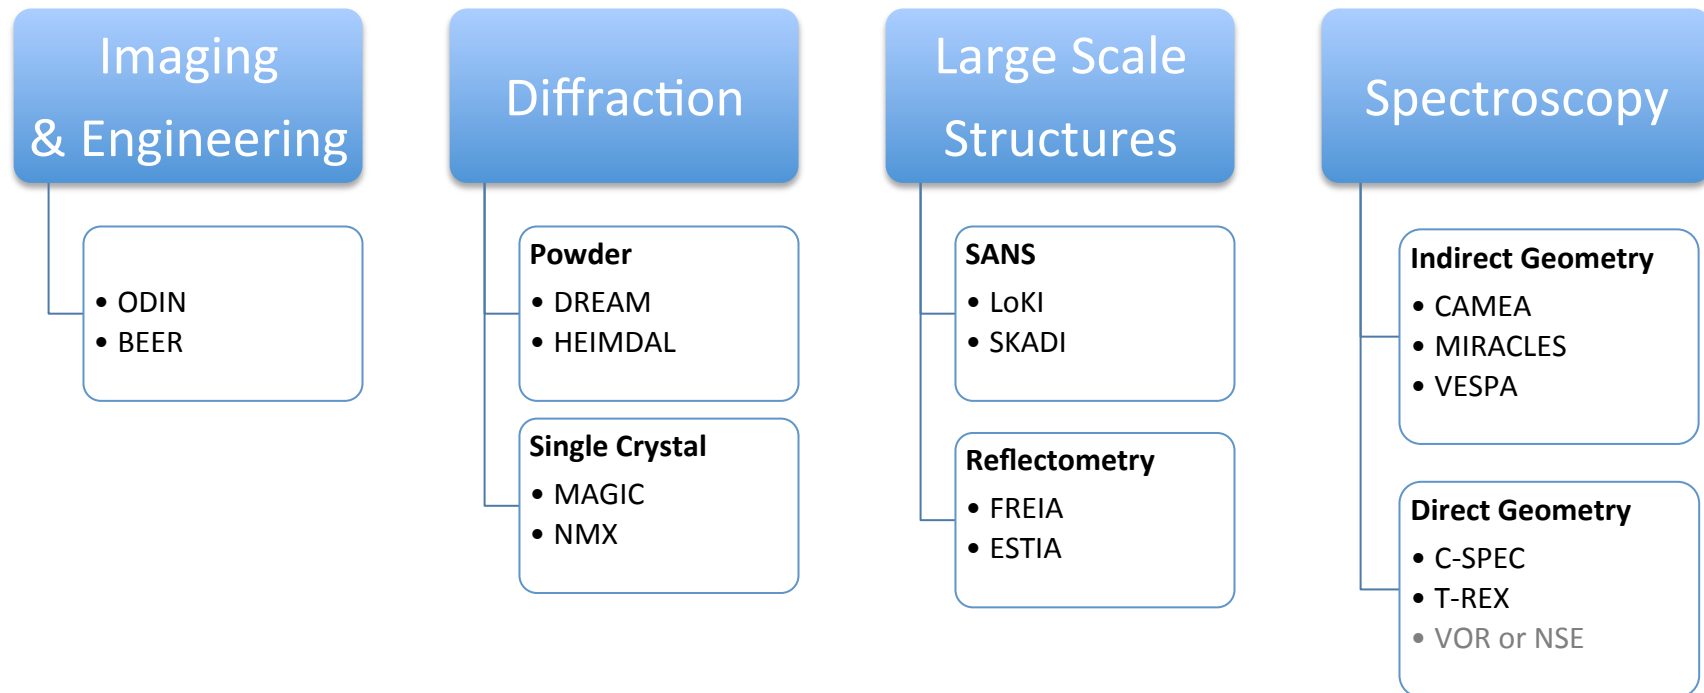 Imaging
& Engineering
• ODIN
• BEER
Diffraction
Powder
• DREAM
• HEIMDAL
Single Crystal
• MAGIC
• NMX
Large Scale
Structures
SANS
• LoKI
• SKADI
Reflectometry
• FREIA
• ESTIA
Spectroscopy
Indirect Geometry
• CAMEA
• MIRACLES
• VESPA
Direct Geometry
• C-SPEC
• T-REX
• VOR or NSE